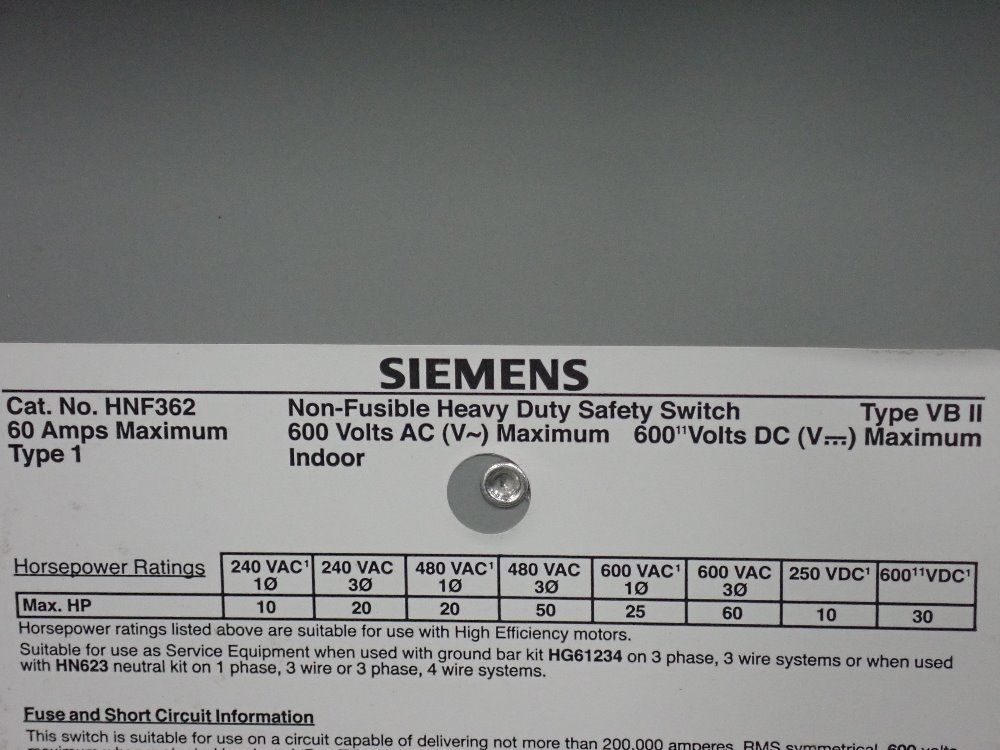 SIEMENS
Cat. No. HNF362 Non-Fusible Heavy Duty Safety Switch Type VB II
60 Amps Maximum 600 Volts AC (V~) Maximum 600¹¹Volts DC (V⎓) Maximum
Type 1 Indoor
Horsepower Ratings 240 VAC¹ 1Ø 240 VAC 3Ø 480 VAC¹ 1Ø 480 VAC 3Ø 600 VAC¹ 1Ø 600 VAC 3Ø 250 VDC¹ 600¹¹VDC¹
Max. HP 10 20 20 50 25 60 10 30
Horsepower ratings listed above are suitable for use with High Efficiency motors.
Suitable for use as Service Equipment when used with ground bar kit HG61234 on 3 phase, 3 wire systems or when used
with HN623 neutral kit on 1 phase, 3 wire or 3 phase, 4 wire systems.
Fuse and Short Circuit Information
This switch is suitable for use on a circuit capable of delivering not more than 200,000 amperes, RMS symmetrical, 600 volts